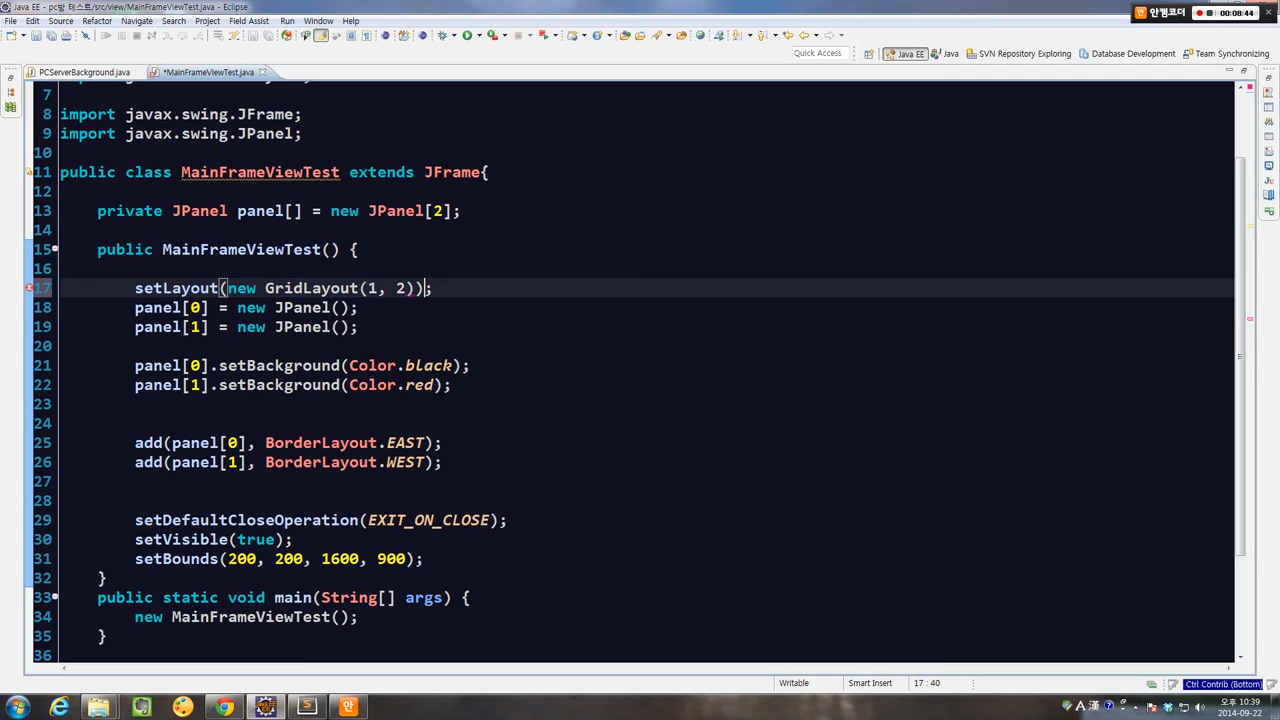 Java EE - pc방 테스트/src/view/MainFrameViewTest.java - Eclipse
안캠코더
00:08:44
File Edit Source Refactor Navigate Search Project Field Assist Run Window Help
Quick Access
Java EE
Java
SVN Repository Exploring
Database Development
Team Synchronizing
PCServerBackground.java
*MainFrameViewTest.java
7
8 import javax.swing.JFrame;
9 import javax.swing.JPanel;
10
11 public class MainFrameViewTest extends JFrame{
12
13 private JPanel panel[] = new JPanel[2];
14
15 public MainFrameViewTest() {
16
17 setLayout(new GridLayout(1, 2));
18 panel[0] = new JPanel();
19 panel[1] = new JPanel();
20
21 panel[0].setBackground(Color.black);
22 panel[1].setBackground(Color.red);
23
24
25 add(panel[0], BorderLayout.EAST);
26 add(panel[1], BorderLayout.WEST);
27
28
29 setDefaultCloseOperation(EXIT_ON_CLOSE);
30 setVisible(true);
31 setBounds(200, 200, 1600, 900);
32 }
33 public static void main(String[] args) {
34 new MainFrameViewTest();
35 }
36
Writable
Smart Insert
17 : 40
Ctrl Contrib (Bottom)
오후 10:39
2014-09-22